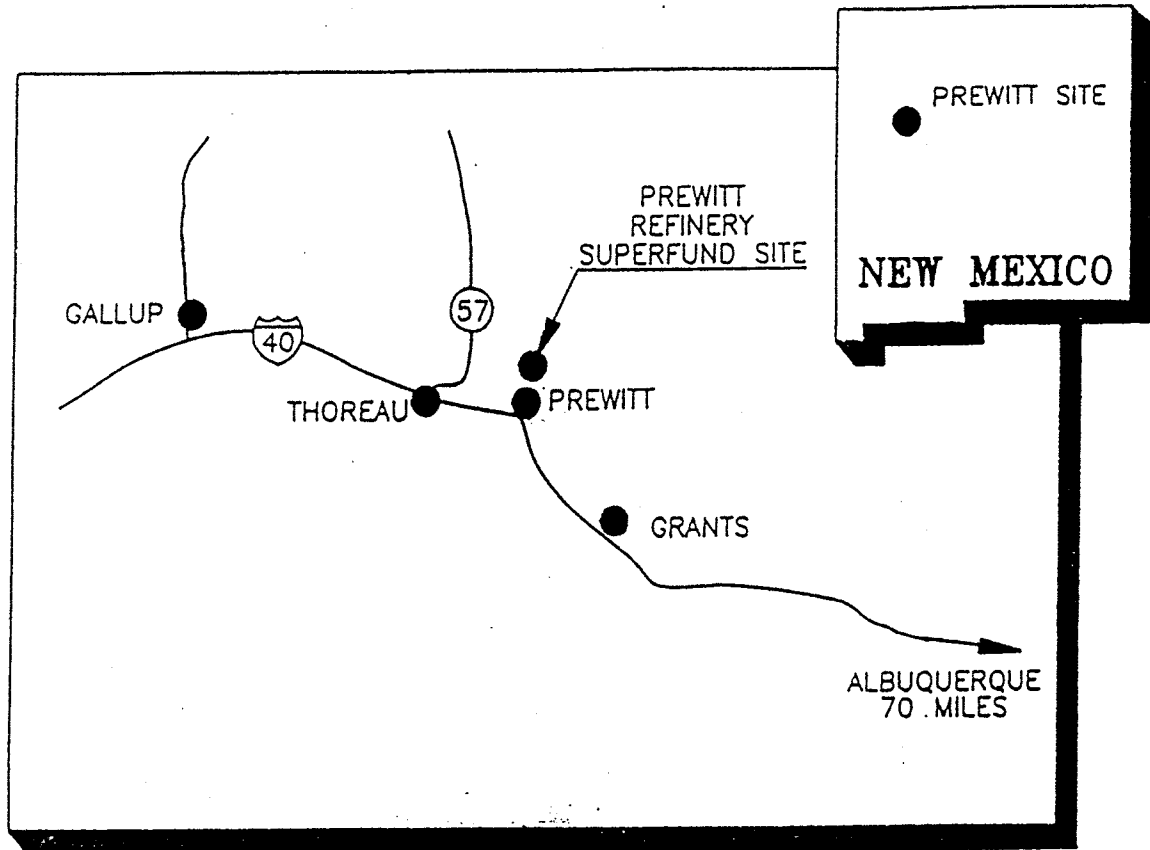 PREWITT SITE
NEW MEXICO
PREWITT
REFINERY
SUPERFUND SITE
GALLUP
40
57
THOREAU
PREWITT
GRANTS
ALBUQUERQUE
70 .MILES